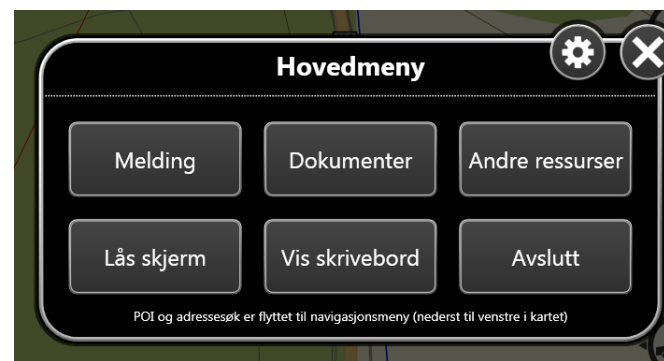 Hovedmeny
Melding
Dokumenter
Andre ressurser
Lås skjerm
Vis skrivebord
Avslutt
POI og adressesøk er flyttet til navigasjonsmeny (nederst til venstre i kartet)